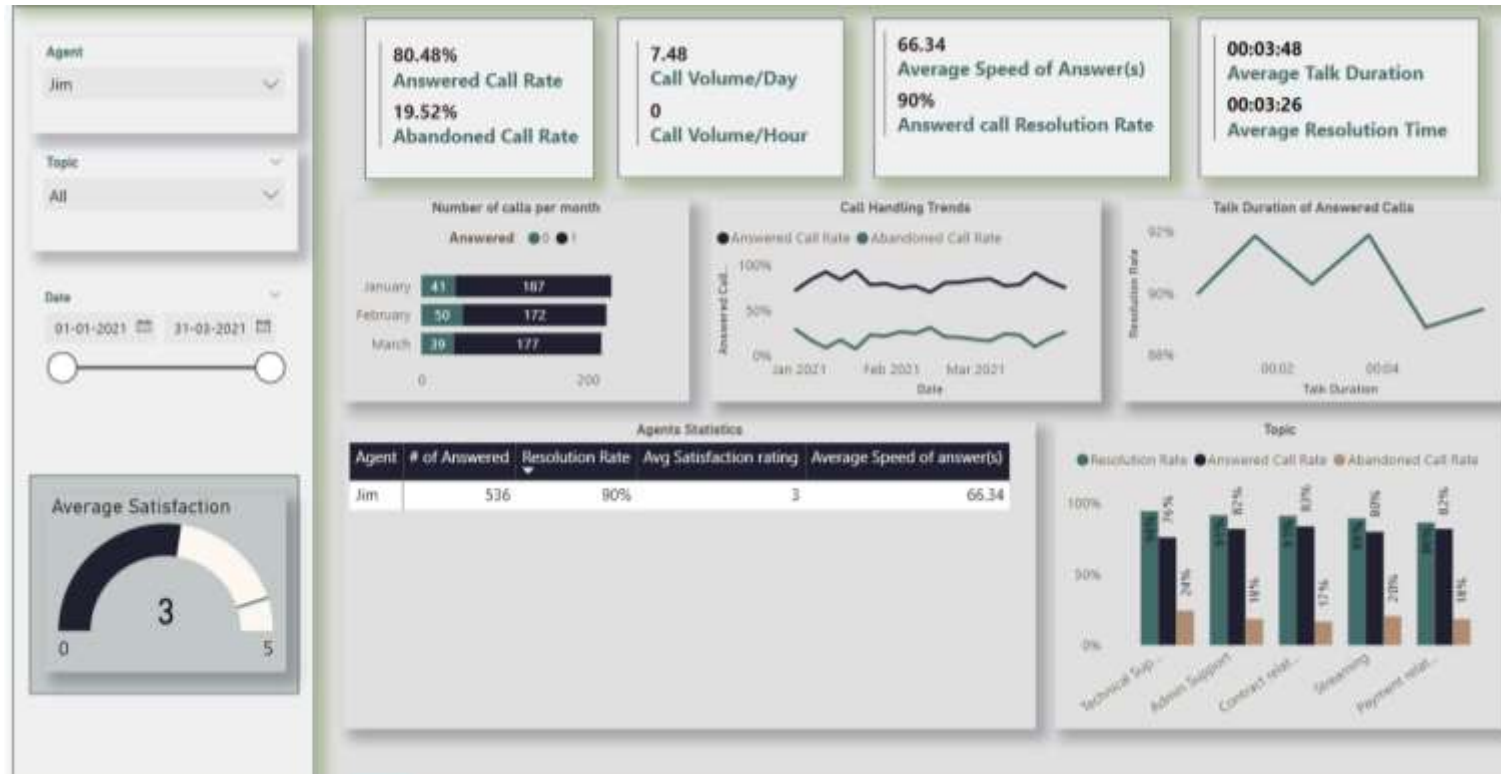 Agent
Jim
Topic
All
Date
01-01-2021 31-03-2021
Average Satisfaction
3
0 5
80.48%
Answered Call Rate
19.52%
Abandoned Call Rate
7.48
Call Volume/Day
0
Call Volume/Hour
66.34
Average Speed of Answer(s)
90%
Answerd call Resolution Rate
00:03:48
Average Talk Duration
00:03:26
Average Resolution Time
Number of calls per month
Answered 0 1
January 41 187
February 50 172
March 39 177
0 200
Call Handling Trends
Answered Call Rate Abandoned Call Rate
Answered Call...
100%
50%
0%
Jan 2021 Feb 2021 Mar 2021
Date
Talk Duration of Answered Calls
Resolution Rate
92%
90%
88%
00:02 00:04
Talk Duration
Agents Statistics
Agent # of Answered Resolution Rate Avg Satisfaction rating Average Speed of answer(s)
Jim 536 90% 3 66.34
Topic
Resolution Rate Answered Call Rate Abandoned Call Rate
100%
50%
0%
76% 24%
82% 18%
83% 17%
80% 20%
82% 18%
Technical Sup...
Admin Support
Contract relat...
Streaming
Payment relat...